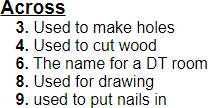 Across
3. Used to make holes
4. Used to cut wood
6. The name for a DT room
8. Used for drawing
9. used to put nails in